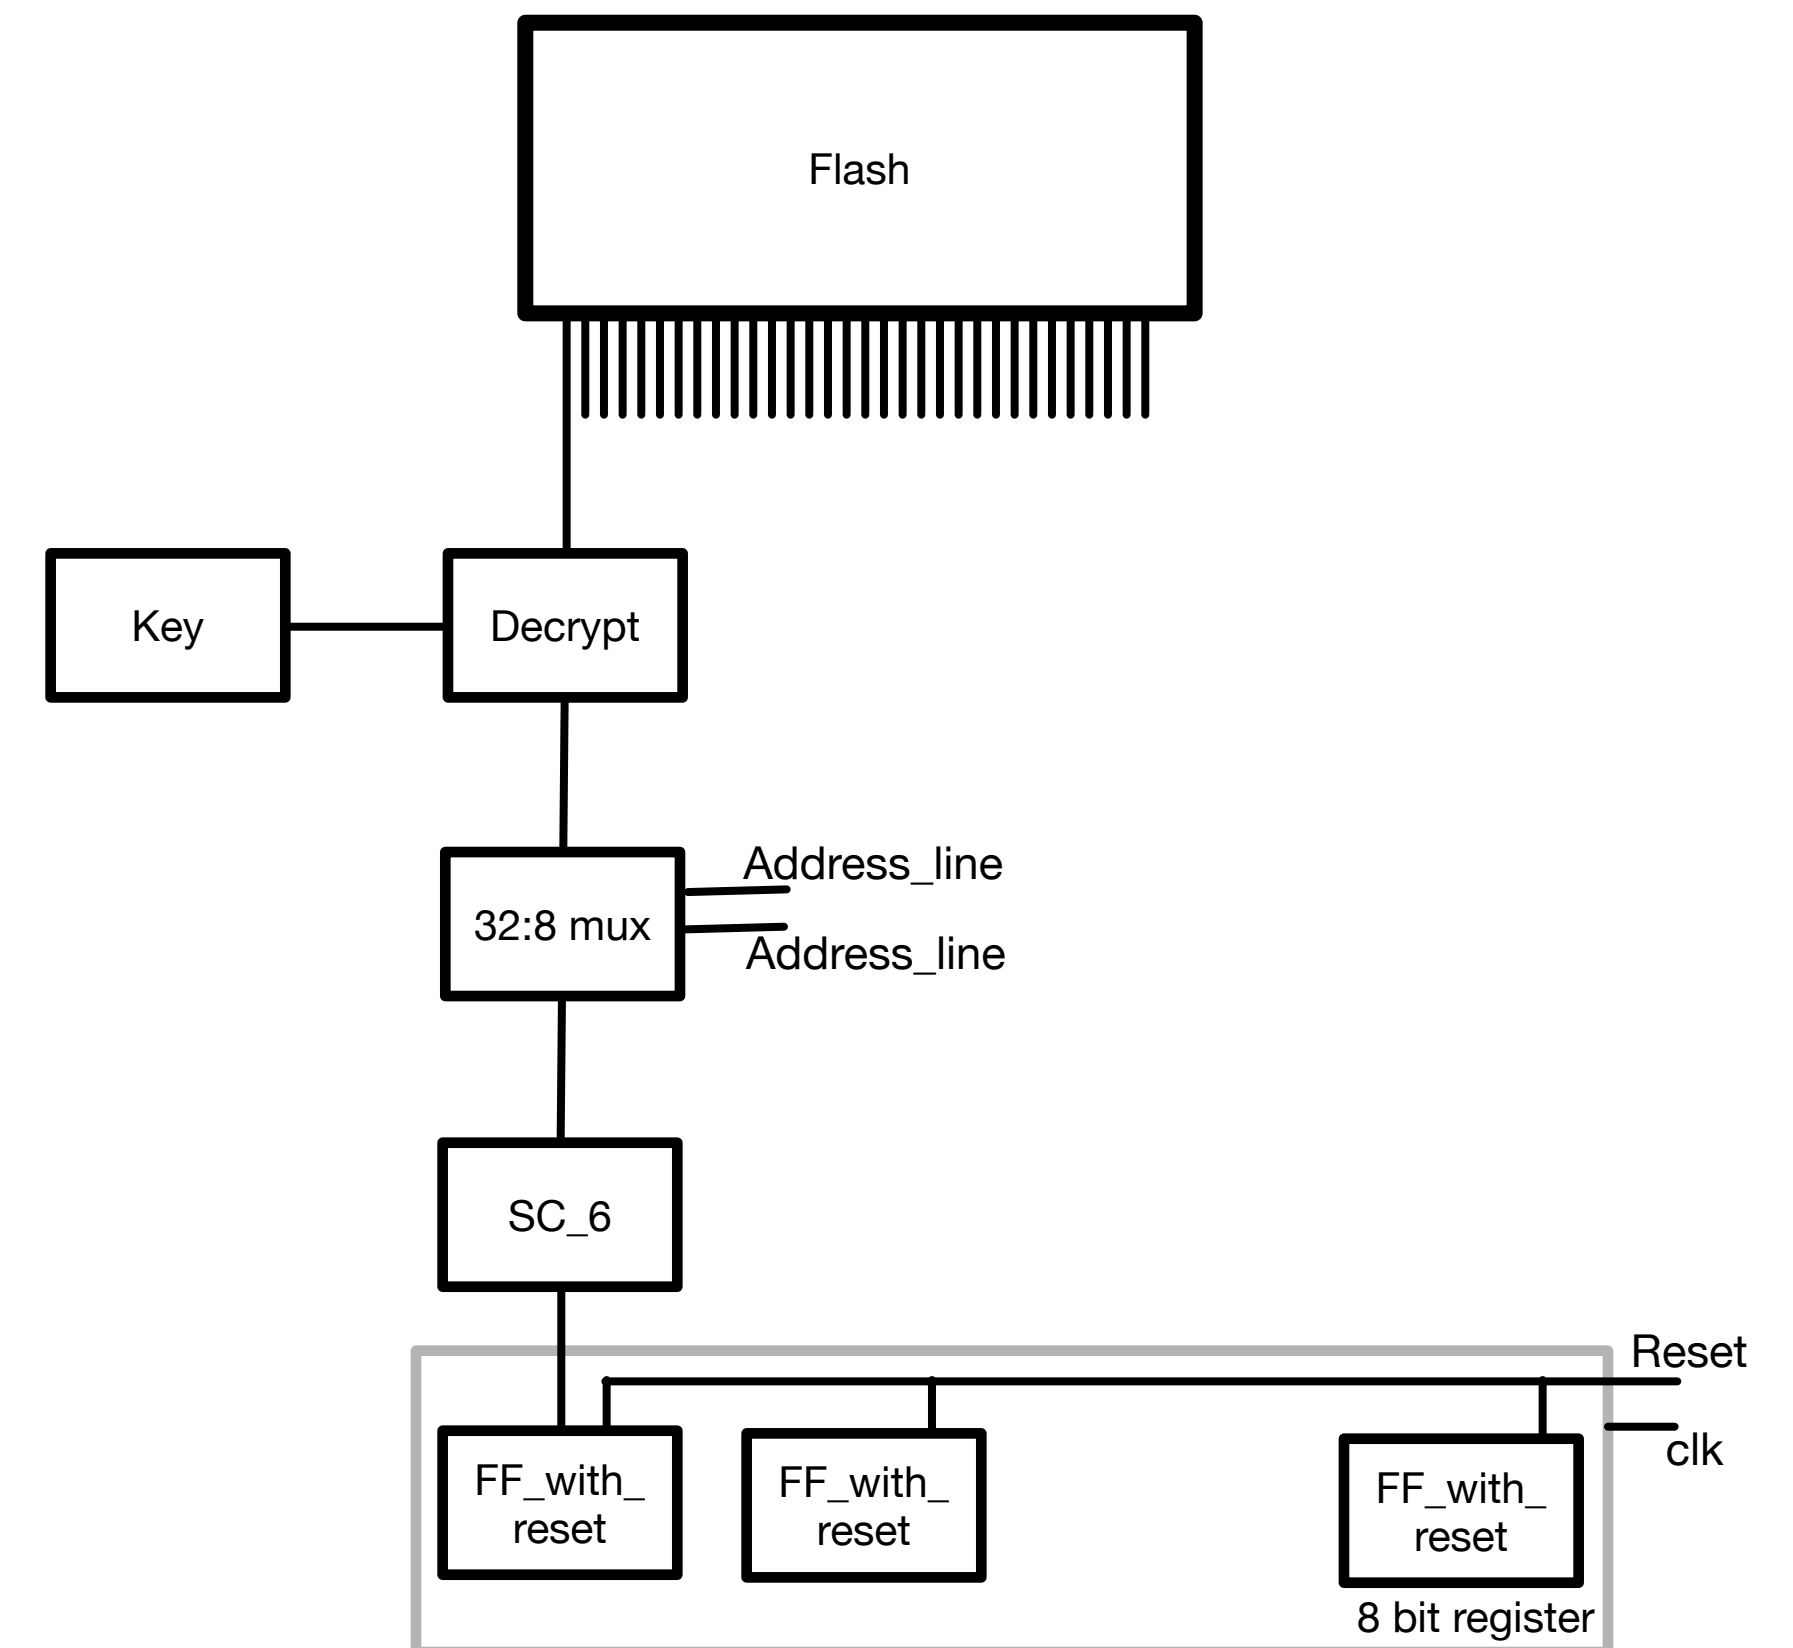 Flash
Key
Decrypt
Address_line
32:8 mux
Address_line
SC_6
Reset
clk
FF_with_
reset
FF_with_
reset
FF_with_
reset
8 bit register